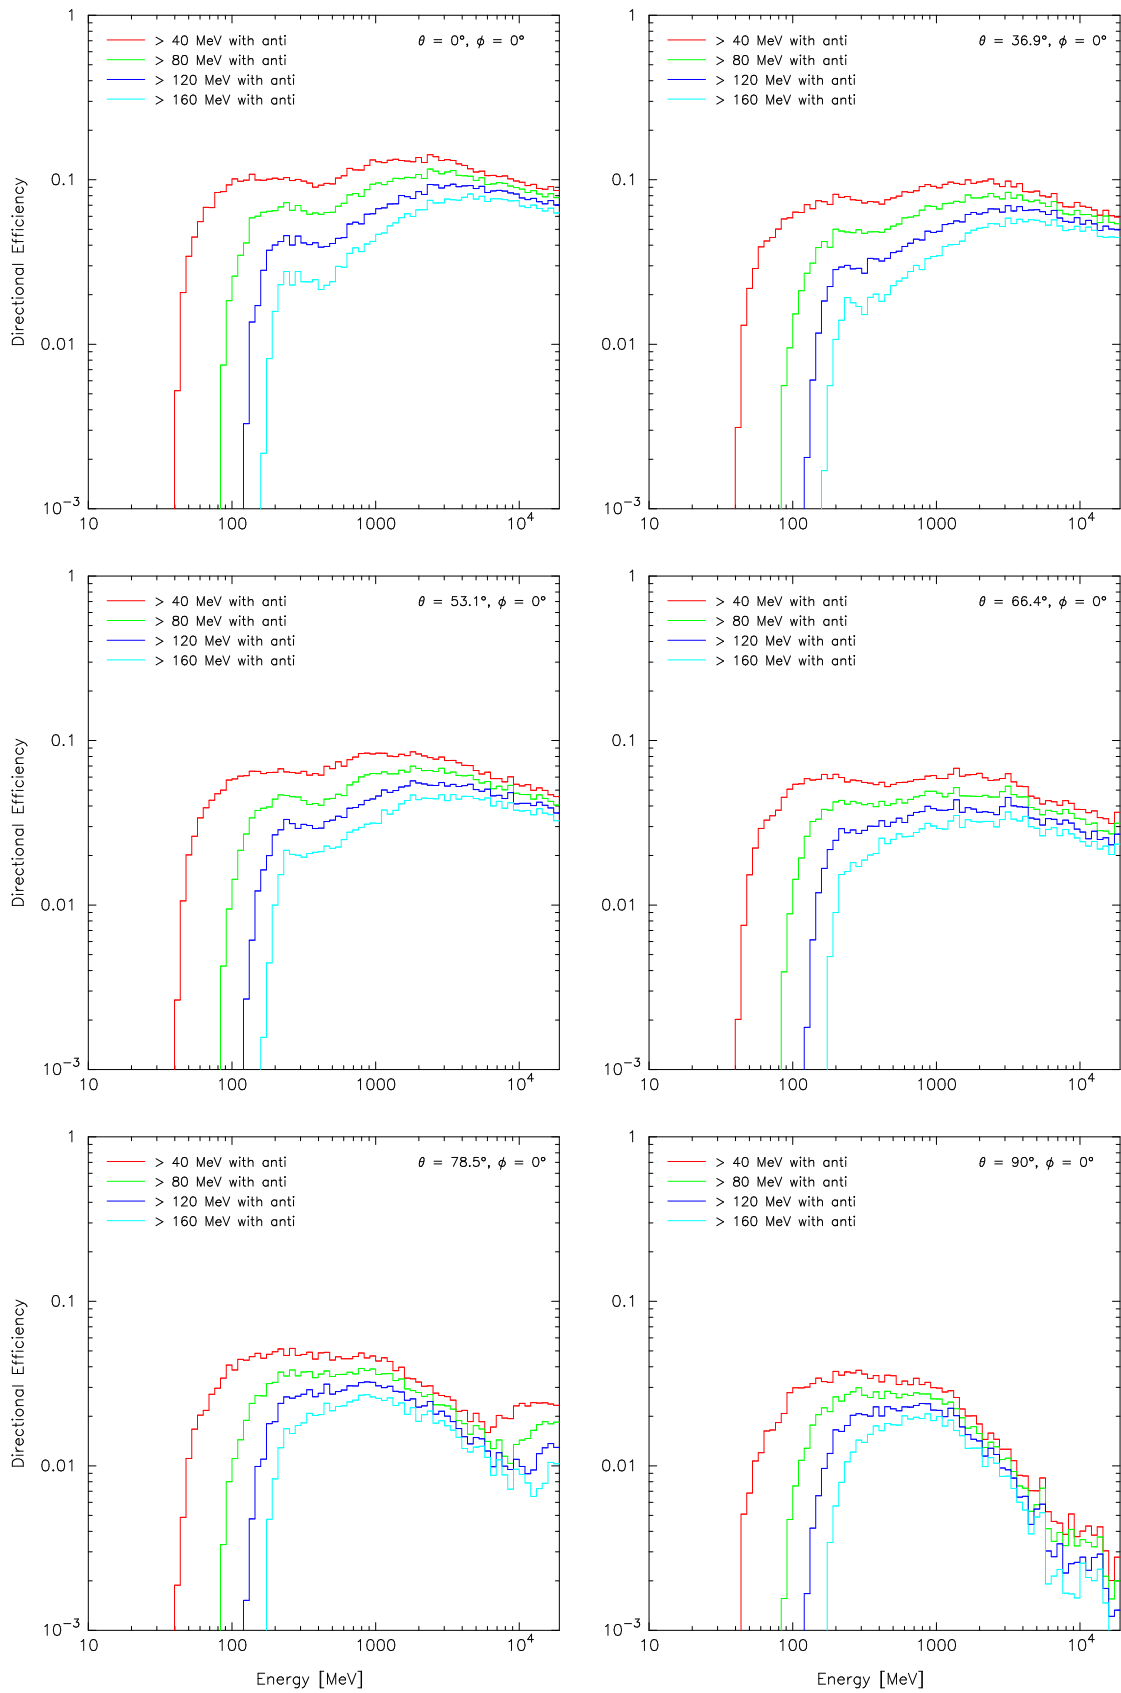 1
> 40 MeV with anti
θ = 0°, ϕ = 0°
> 80 MeV with anti
> 120 MeV with anti
> 160 MeV with anti
0.1
0.01
10⁻³
10 100 1000 10⁴
Directional Efficiency
> 40 MeV with anti
θ = 36.9°, ϕ = 0°
> 80 MeV with anti
> 120 MeV with anti
> 160 MeV with anti
1
0.1
0.01
10⁻³
10 100 1000 10⁴
1
> 40 MeV with anti
θ = 53.1°, ϕ = 0°
> 80 MeV with anti
> 120 MeV with anti
> 160 MeV with anti
0.1
0.01
10⁻³
10 100 1000 10⁴
Directional Efficiency
1
> 40 MeV with anti
θ = 66.4°, ϕ = 0°
> 80 MeV with anti
> 120 MeV with anti
> 160 MeV with anti
0.1
0.01
10⁻³
10 100 1000 10⁴
1
> 40 MeV with anti
θ = 78.5°, ϕ = 0°
> 80 MeV with anti
> 120 MeV with anti
> 160 MeV with anti
0.1
0.01
10⁻³
10 100 1000 10⁴
Directional Efficiency
Energy [MeV]
1
> 40 MeV with anti
θ = 90°, ϕ = 0°
> 80 MeV with anti
> 120 MeV with anti
> 160 MeV with anti
0.1
0.01
10⁻³
10 100 1000 10⁴
Energy [MeV]